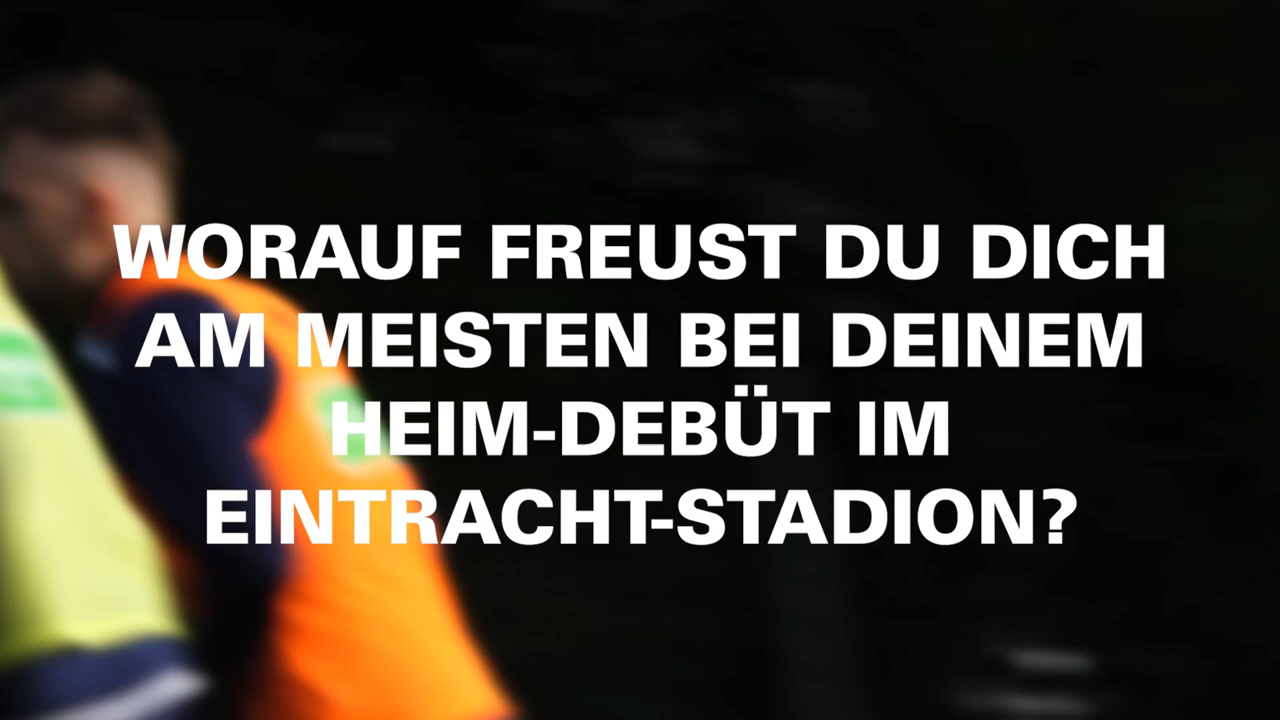 WORAUF FREUST DU DICH
AM MEISTEN BEI DEINEM
HEIM-DEBÜT IM
EINTRACHT-STADION?